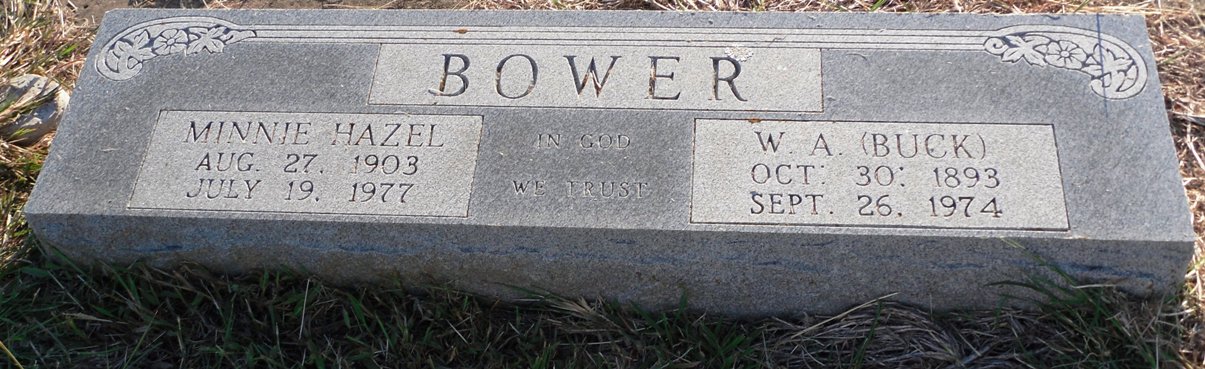 BOWER
MINNIE HAZEL
AUG. 27, 1903
JULY 19, 1977
IN GOD
WE TRUST
W. A. (BUCK)
OCT. 30, 1893
SEPT. 26, 1974